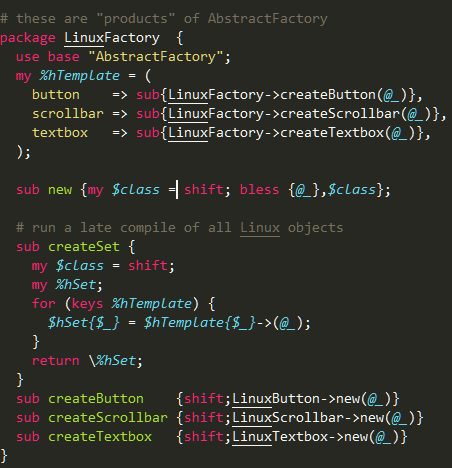 # these are "products" of AbstractFactory
package LinuxFactory  {
  use base "AbstractFactory";
  my %hTemplate = (
    button    => sub{LinuxFactory->createButton(@_)},
    scrollbar => sub{LinuxFactory->createScrollbar(@_)},
    textbox   => sub{LinuxFactory->createTextbox(@_)},
  );

  sub new {my $class = shift; bless {@_},$class};

  # run a late compile of all Linux objects
  sub createSet {
    my $class = shift;
    my %hSet;
    for (keys %hTemplate) {
      $hSet{$_} = $hTemplate{$_}->(@_);
    }
    return \%hSet;
  }
  sub createButton    {shift;LinuxButton->new(@_)}
  sub createScrollbar {shift;LinuxScrollbar->new(@_)}
  sub createTextbox   {shift;LinuxTextbox->new(@_)}
}